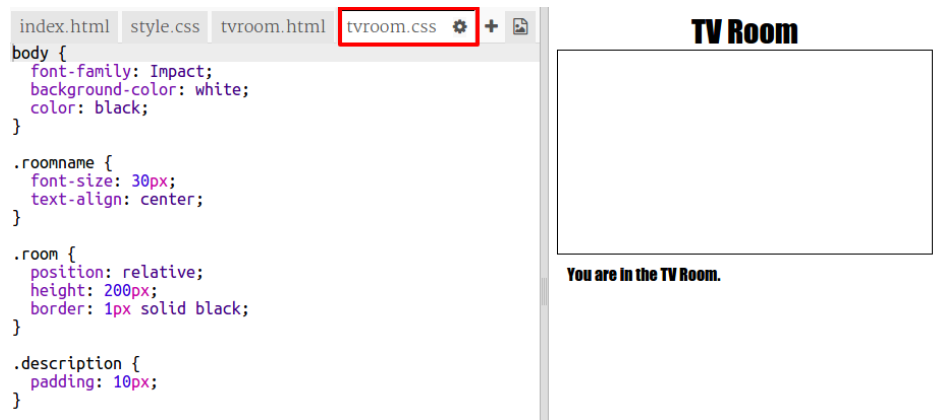 index.html style.css tvroom.html tvroom.css
body {
font-family: Impact;
background-color: white;
color: black;
}
.roomname {
font-size: 30px;
text-align: center;
}
.room {
position: relative;
height: 200px;
border: 1px solid black;
}
.description {
padding: 10px;
}
TV Room
You are in the TV Room.